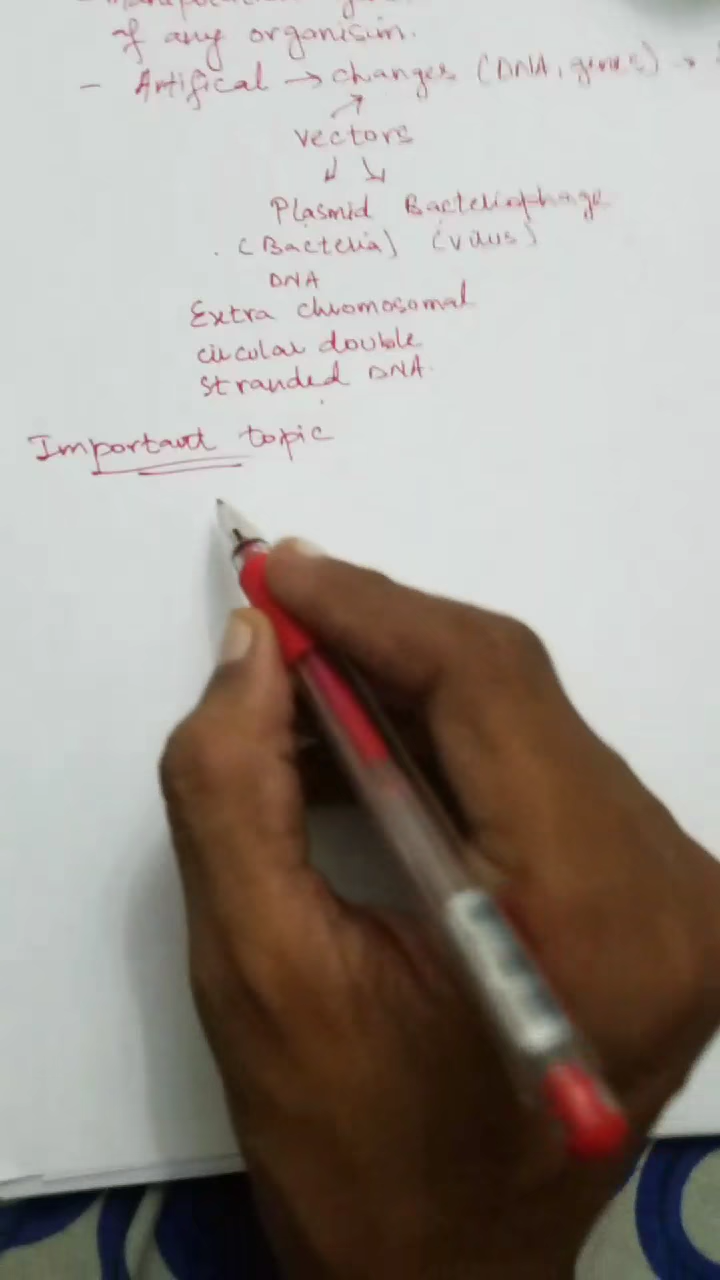 of any organisim.
- Artifical → changes (DNA, genes) →
vectors
Plasmid Bacteriophage
(Bacteria) (virus)
DNA
Extra chromosomal
circular double
stranded DNA
Important topic